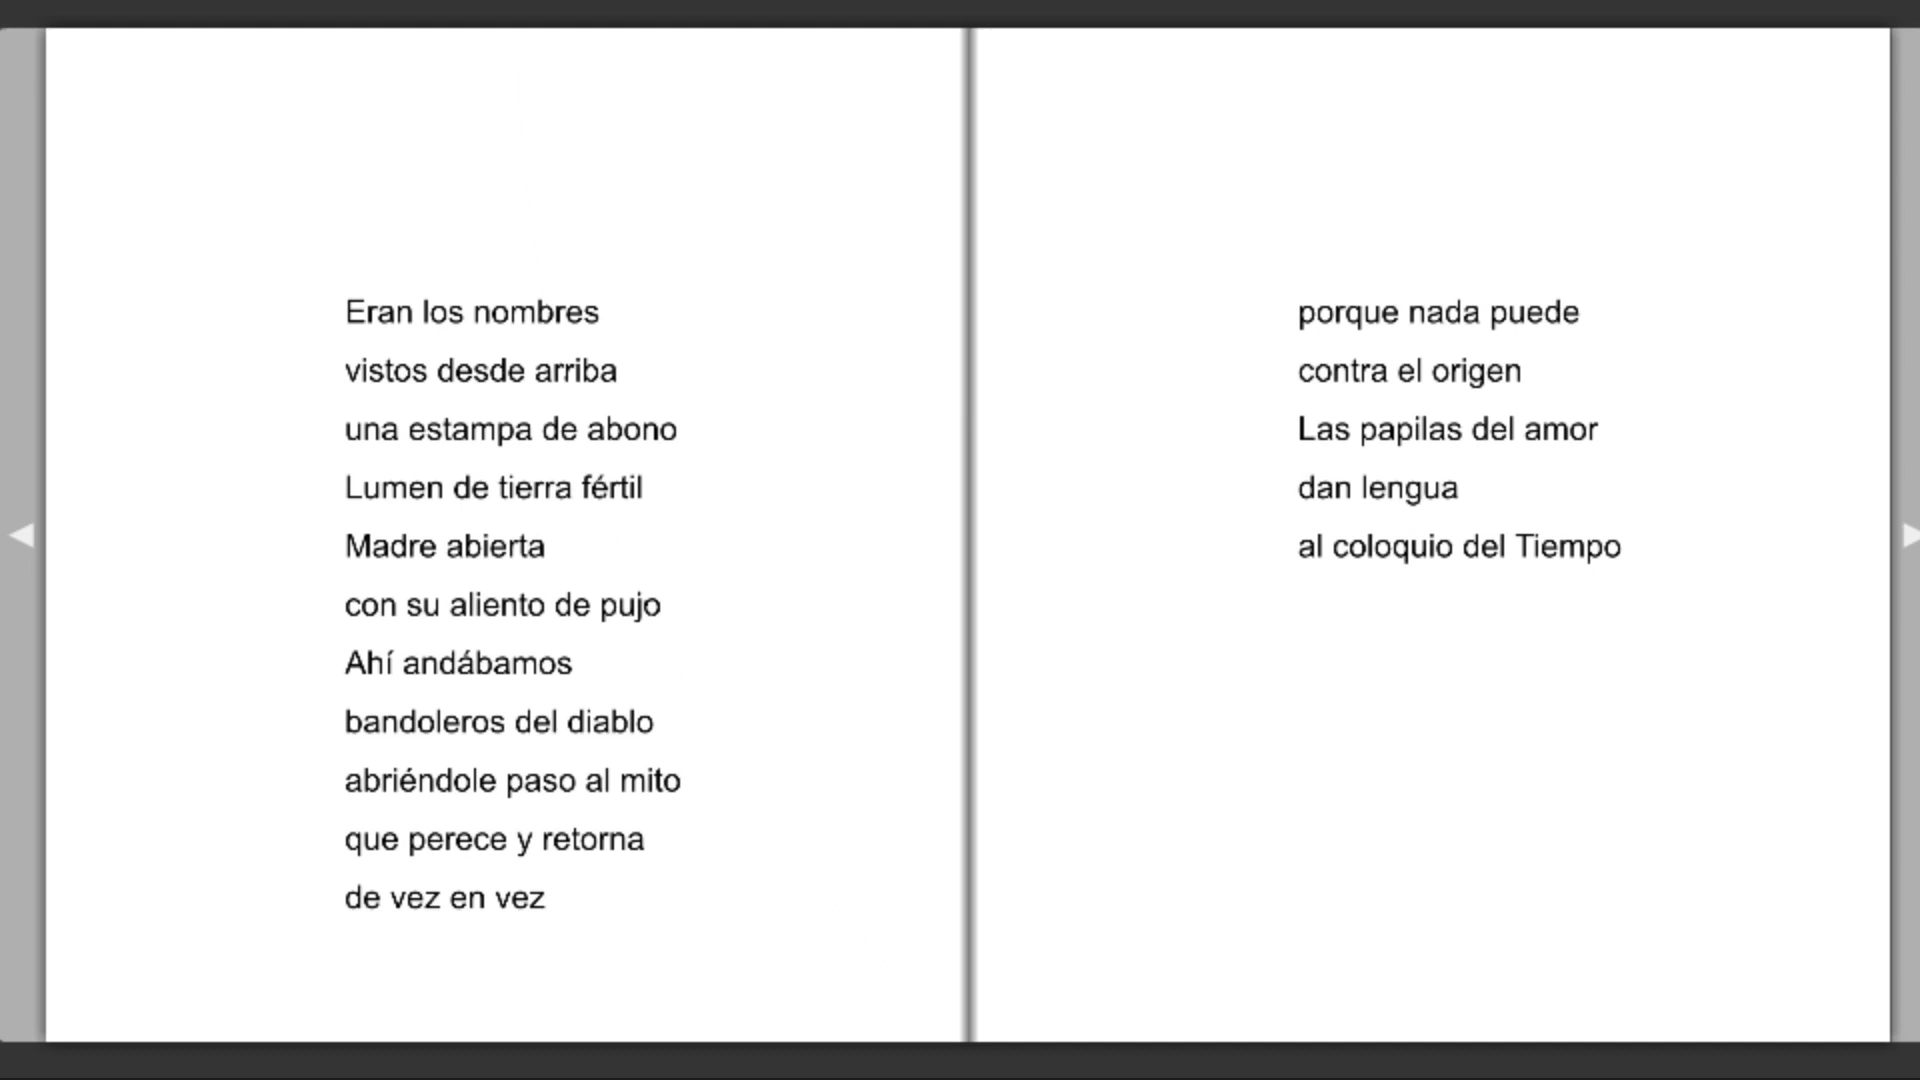 Eran los nombres
vistos desde arriba
una estampa de abono
Lumen de tierra fértil
Madre abierta
con su aliento de pujo
Ahí andábamos
bandoleros del diablo
abriéndole paso al mito
que perece y retorna
de vez en vez
porque nada puede
contra el origen
Las papilas del amor
dan lengua
al coloquio del Tiempo